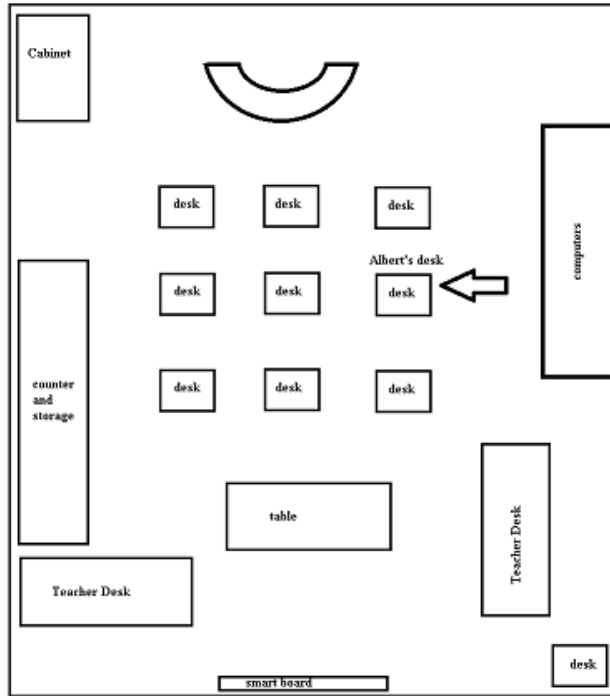 Cabinet
desk
desk
desk
computers
Albert's desk
desk
desk
desk
counter
and
storage
desk
desk
desk
table
Teacher Desk
Teacher Desk
desk
smart board